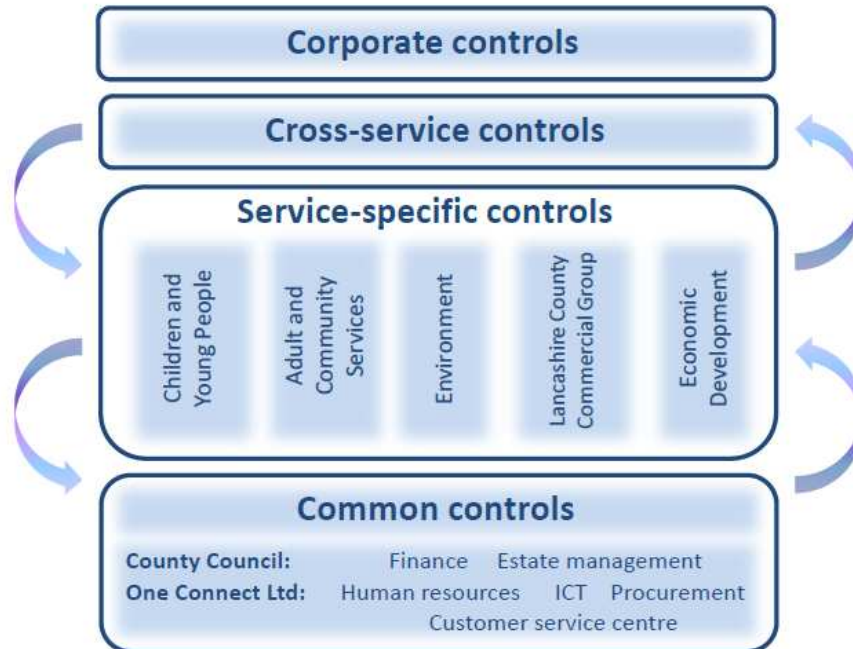 Corporate controls
Cross-service controls
Service-specific controls
Children and
Young People
Adult and
Community
Services
Environment
Lancashire County
Commercial Group
Economic
Development
Common controls
County Council: Finance Estate management
One Connect Ltd: Human resources ICT Procurement
Customer service centre